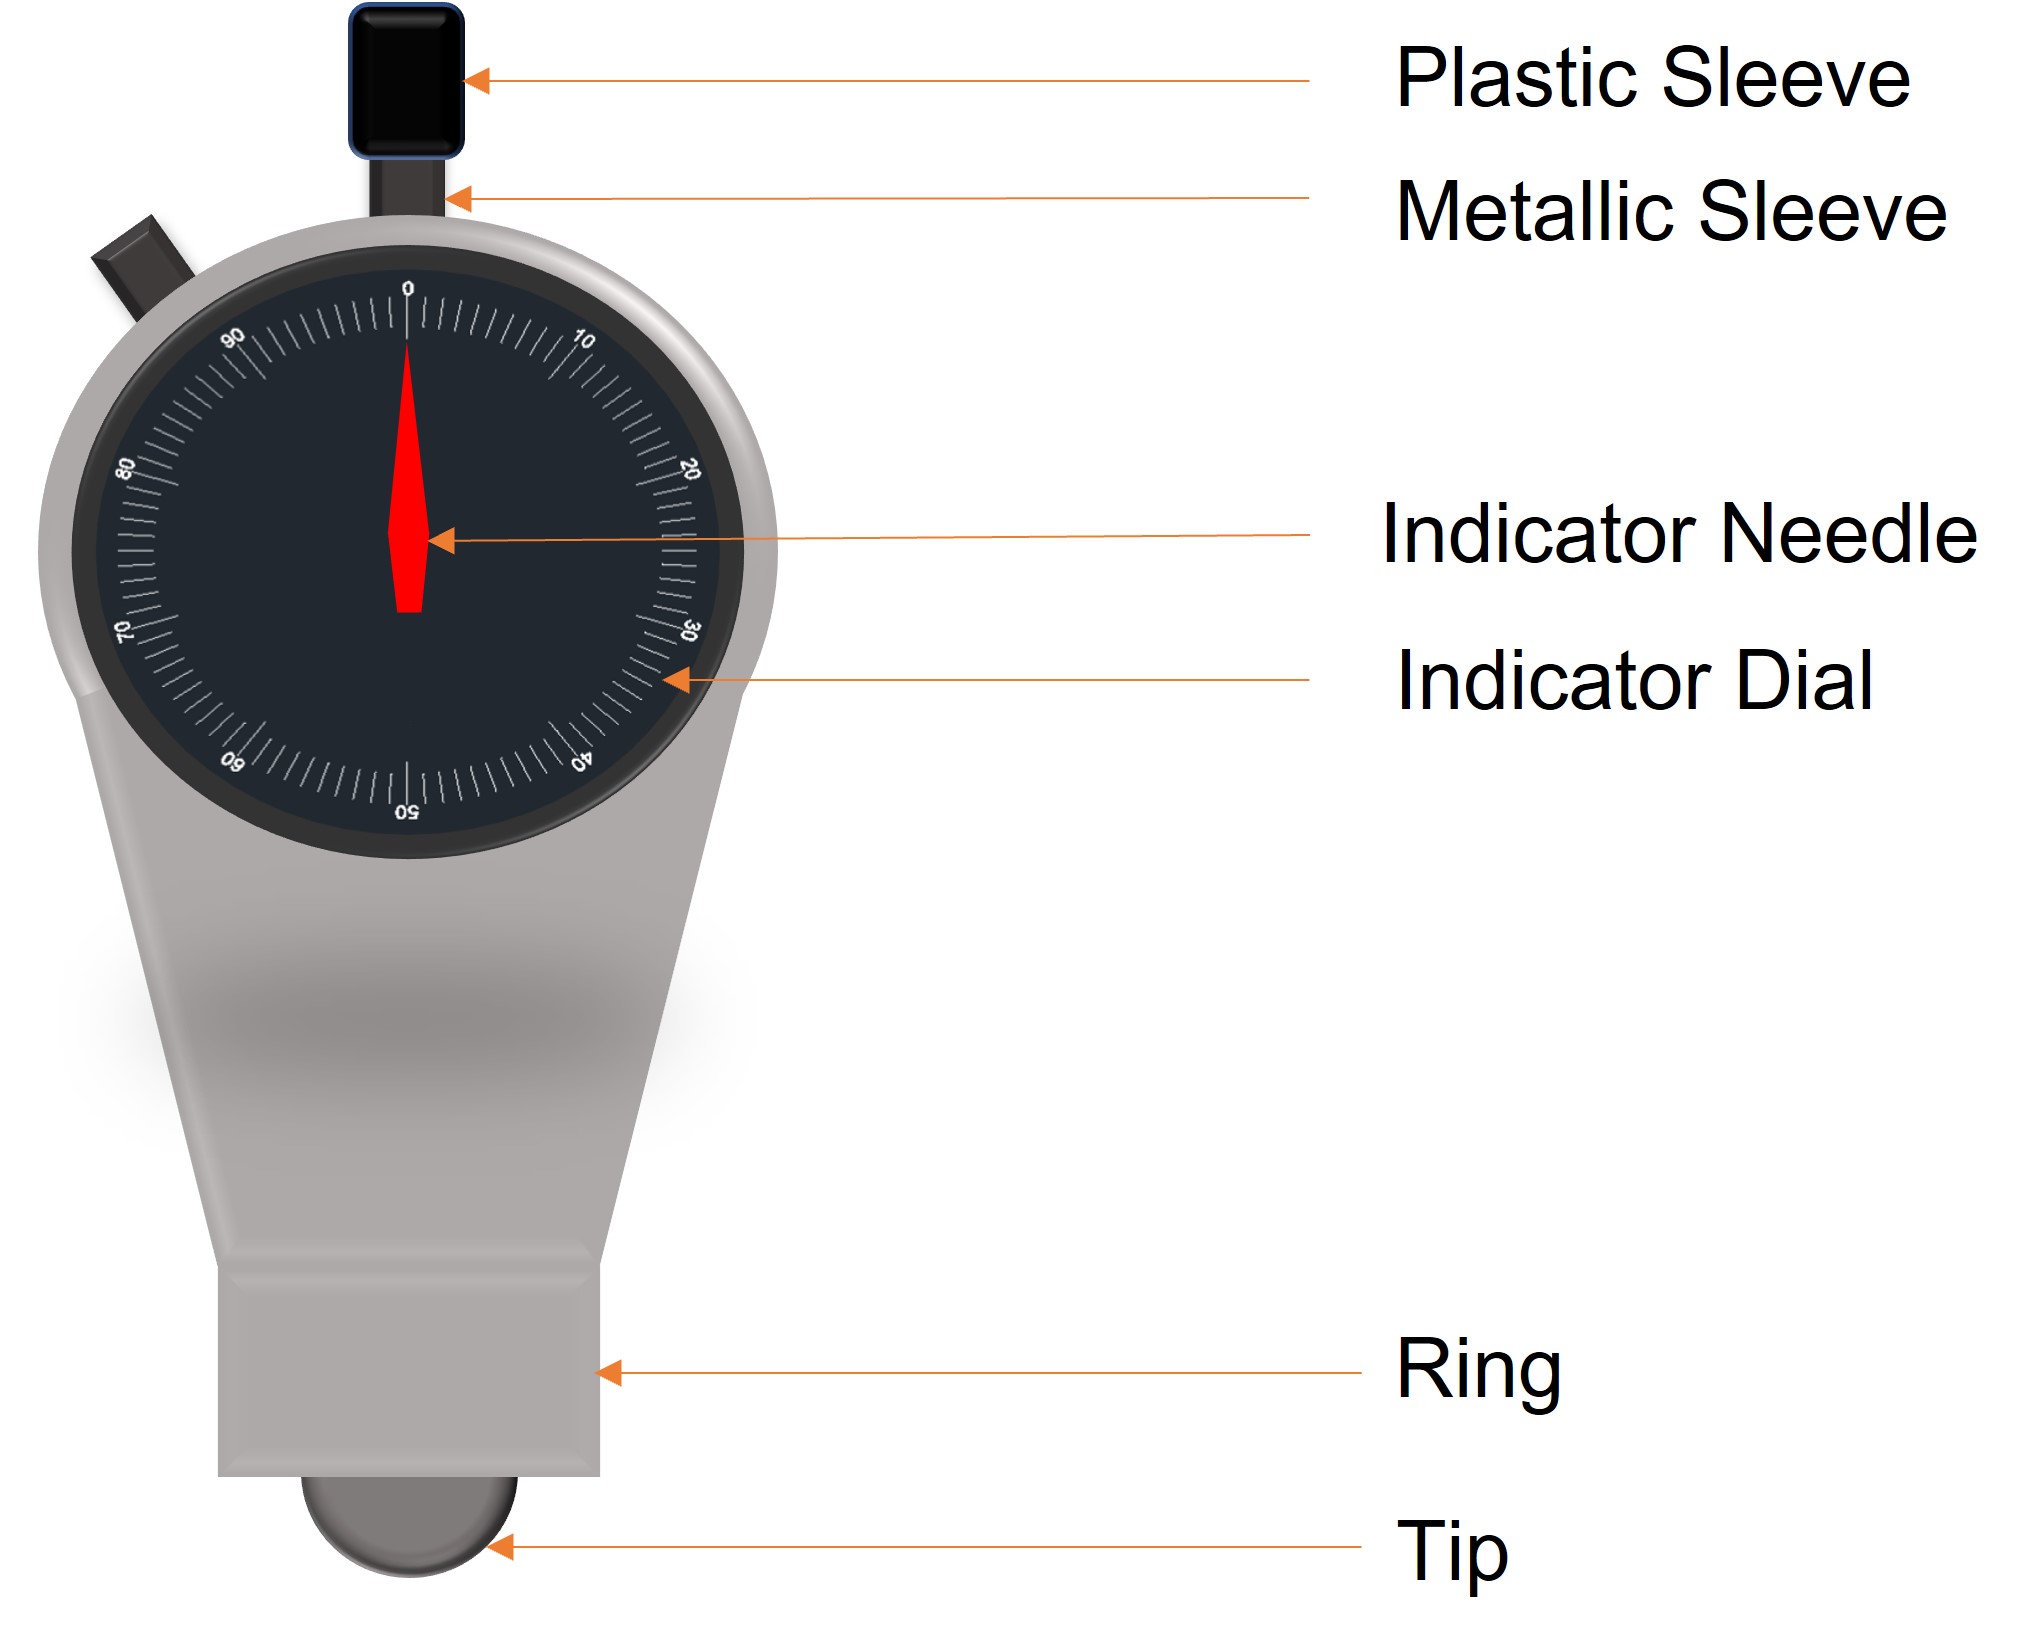 Plastic Sleeve
Metallic Sleeve
0
90
10
80
20
Indicator Needle
70
30
Indicator Dial
60
40
50
Ring
Tip